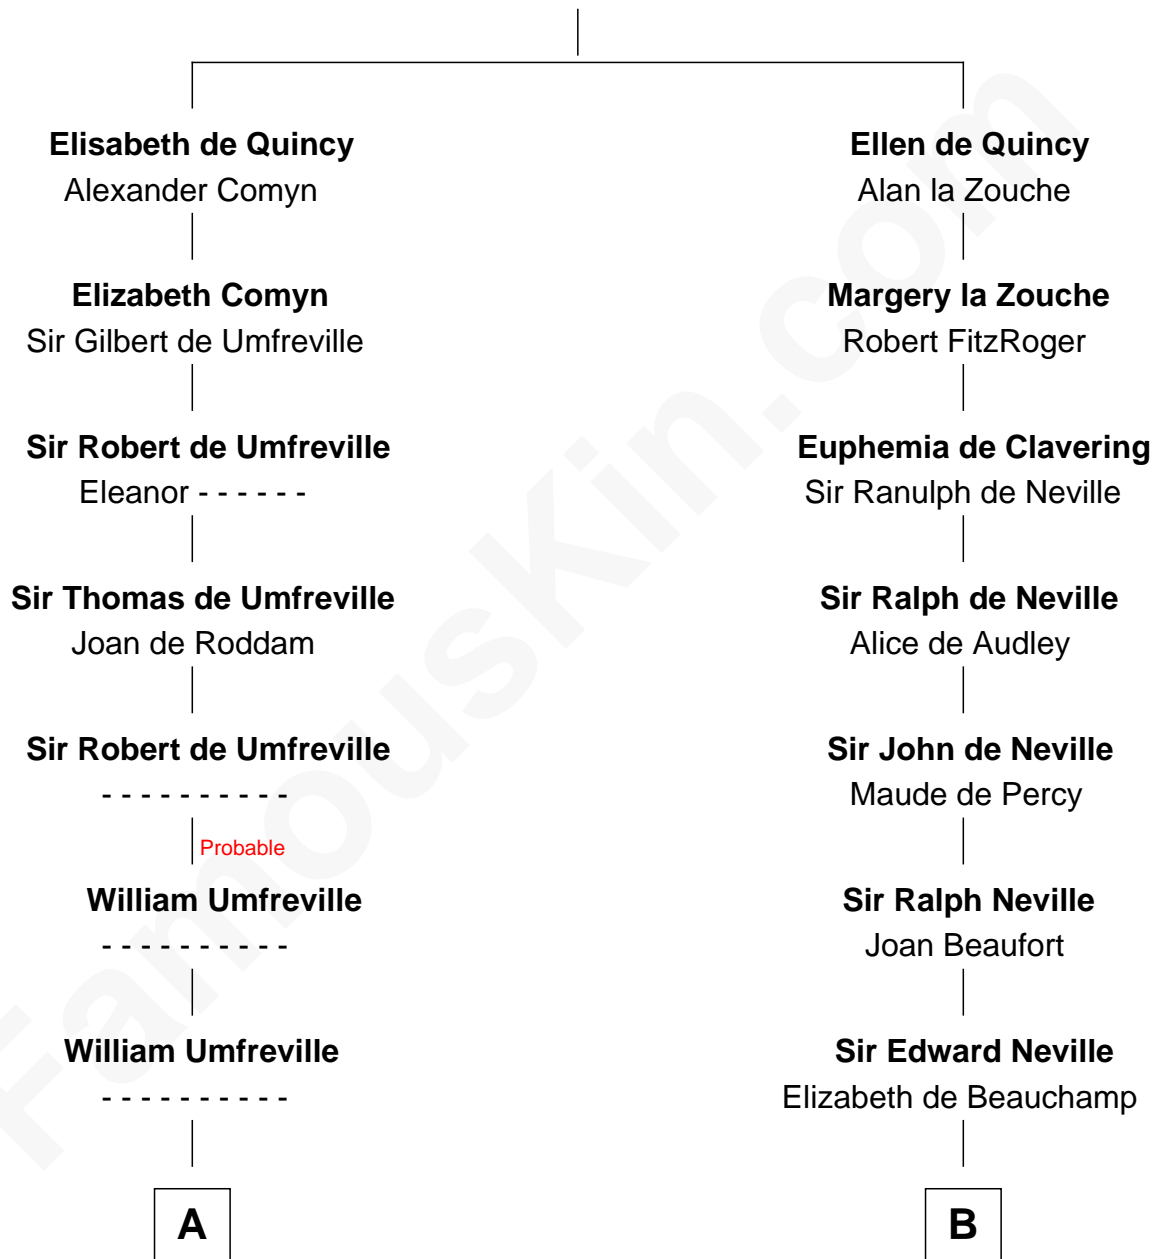 Elisabeth de Quincy
Alexander Comyn
Elizabeth Comyn
Sir Gilbert de Umfreville
Sir Robert de Umfreville
Eleanor - - - - - -
Sir Thomas de Umfreville
Joan de Roddam
Sir Robert de Umfreville
- - - - - - - - - -
Probable
William Umfreville
- - - - - - - - - -
William Umfreville
- - - - - - - - - -
A
Ellen de Quincy
Alan la Zouche
Margery la Zouche
Robert FitzRoger
Euphemia de Clavering
Sir Ranulph de Neville
Sir Ralph de Neville
Alice de Audley
Sir John de Neville
Maude de Percy
Sir Ralph Neville
Joan Beaufort
Sir Edward Neville
Elizabeth de Beauchamp
B
FamousKin.com